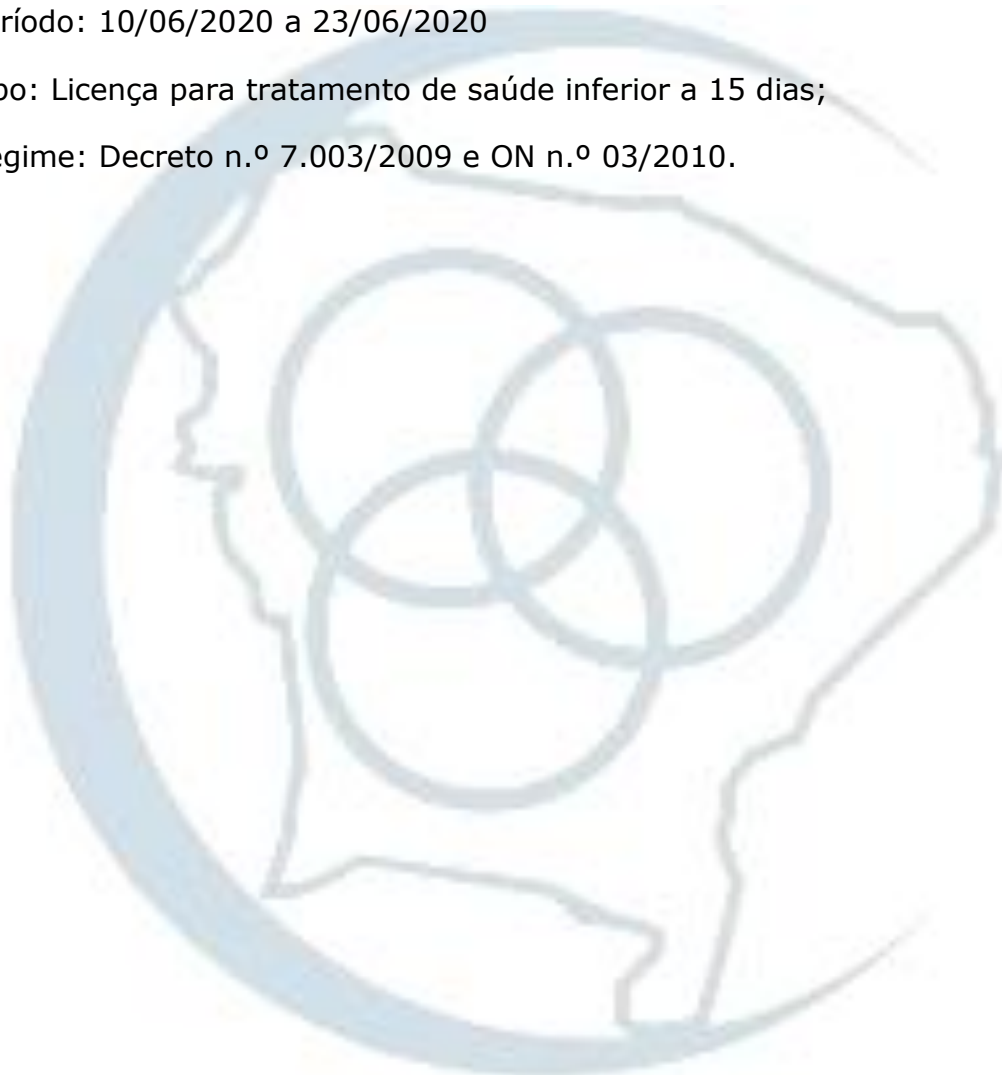 ríodo: 10/06/2020 a 23/06/2020
po: Licença para tratamento de saúde inferior a 15 dias;
egime: Decreto n.º 7.003/2009 e ON n.º 03/2010.